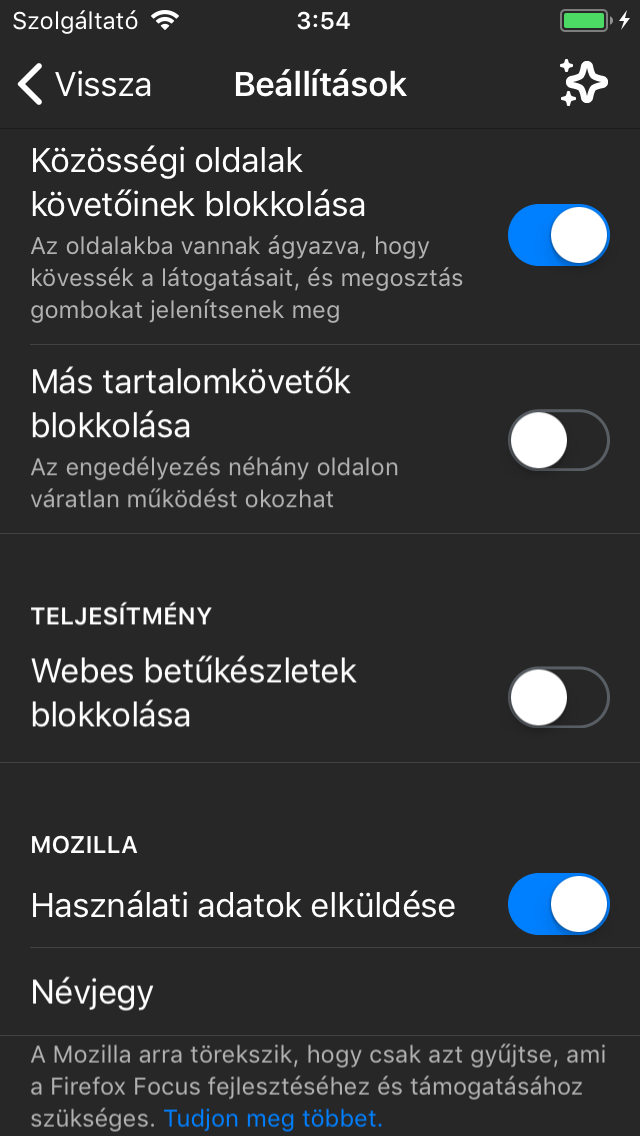 Szolgáltató 3:54
Vissza Beállítások
Közösségi oldalak
követőinek blokkolása
Az oldalakba vannak ágyazva, hogy
kövessék a látogatásait, és megosztás
gombokat jelenítsenek meg
Más tartalomkövetők
blokkolása
Az engedélyezés néhány oldalon
váratlan működést okozhat
TELJESÍTMÉNY
Webes betűkészletek
blokkolása
MOZILLA
Használati adatok elküldése
Névjegy
A Mozilla arra törekszik, hogy csak azt gyűjtse, ami
a Firefox Focus fejlesztéséhez és támogatásához
szükséges. Tudjon meg többet.